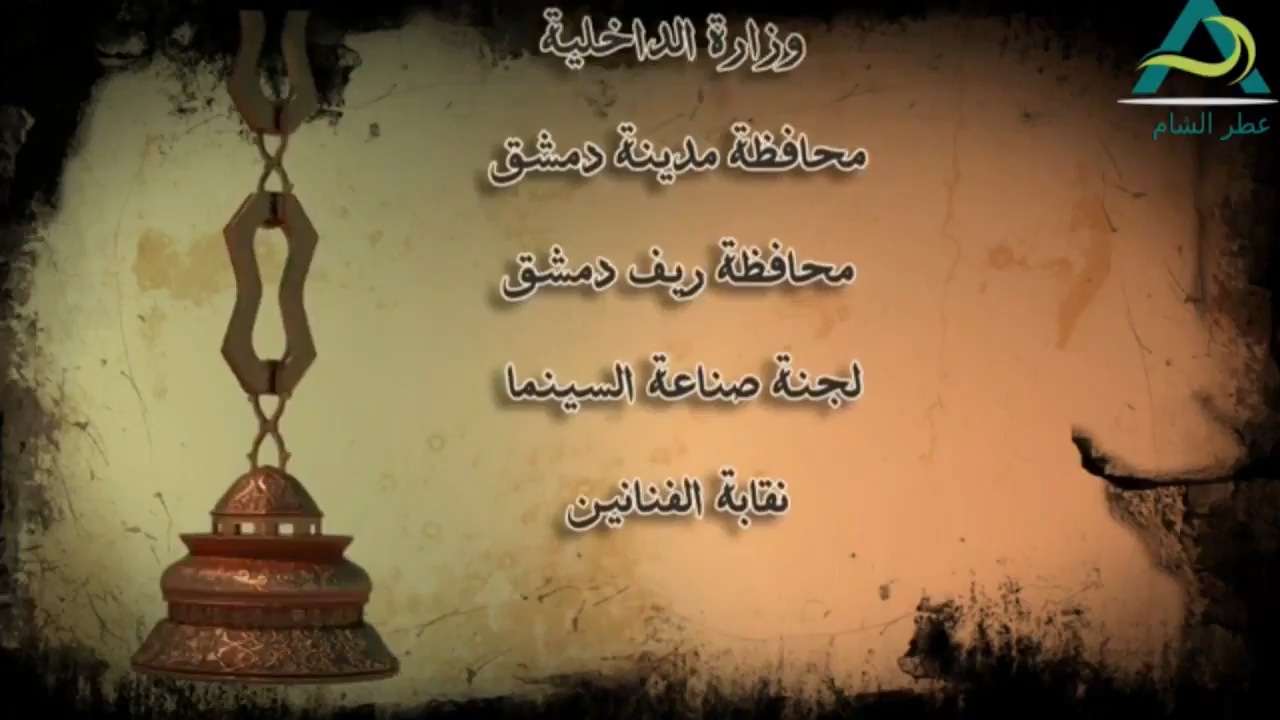 وزارة الداخلية
عطر الشام
محافظة مدينة دمشق
محافظة ريف دمشق
لجنة صناعة السينما
نقابة الفنانين